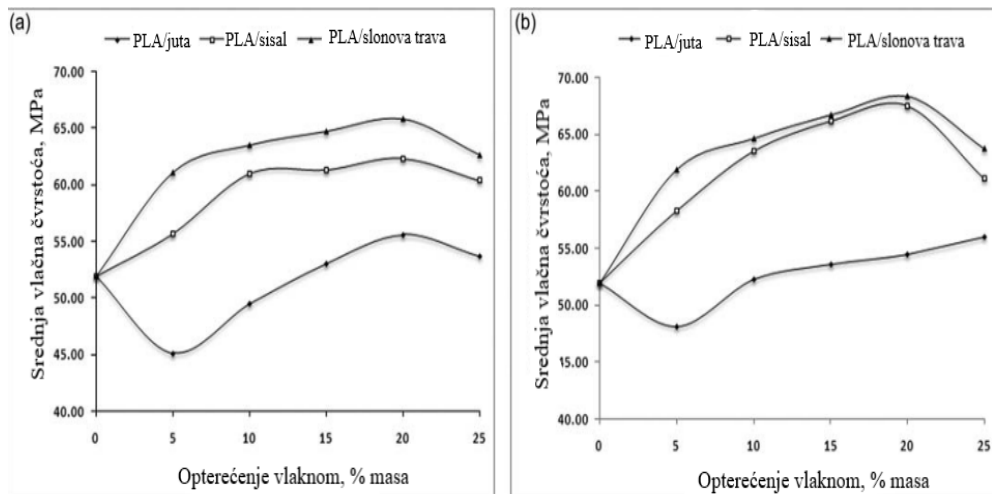 (a)
PLA/juta PLA/sisal PLA/slonova trava
70.00
65.00
60.00
55.00
50.00
45.00
40.00
0 5 10 15 20 25
Srednja vlačna čvrstoća, MPa
Opterećenje vlaknom, % masa
(b)
PLA/juta PLA/sisal PLA/slonova trava
70.00
65.00
60.00
55.00
50.00
45.00
40.00
0 5 10 15 20 25
Srednja vlačna čvrstoća, MPa
Opterećenje vlaknom, % masa